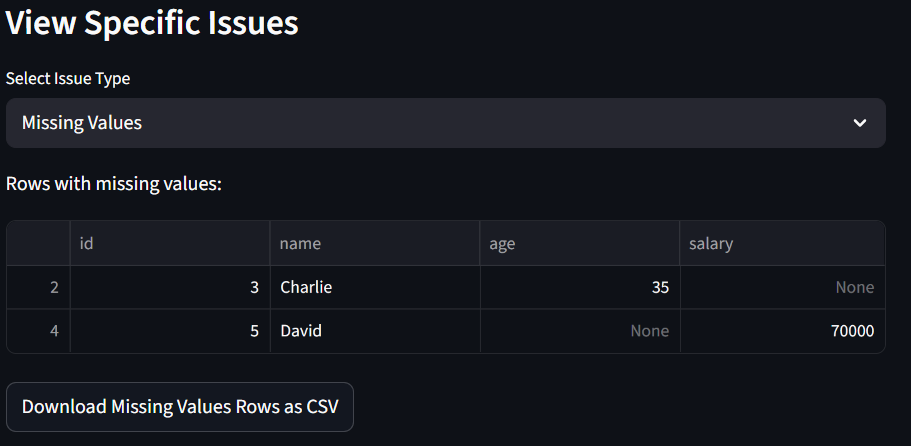 View Specific Issues
Select Issue Type
Missing Values
Rows with missing values:
id name age salary
2 3 Charlie 35 None
4 5 David None 70000
Download Missing Values Rows as CSV